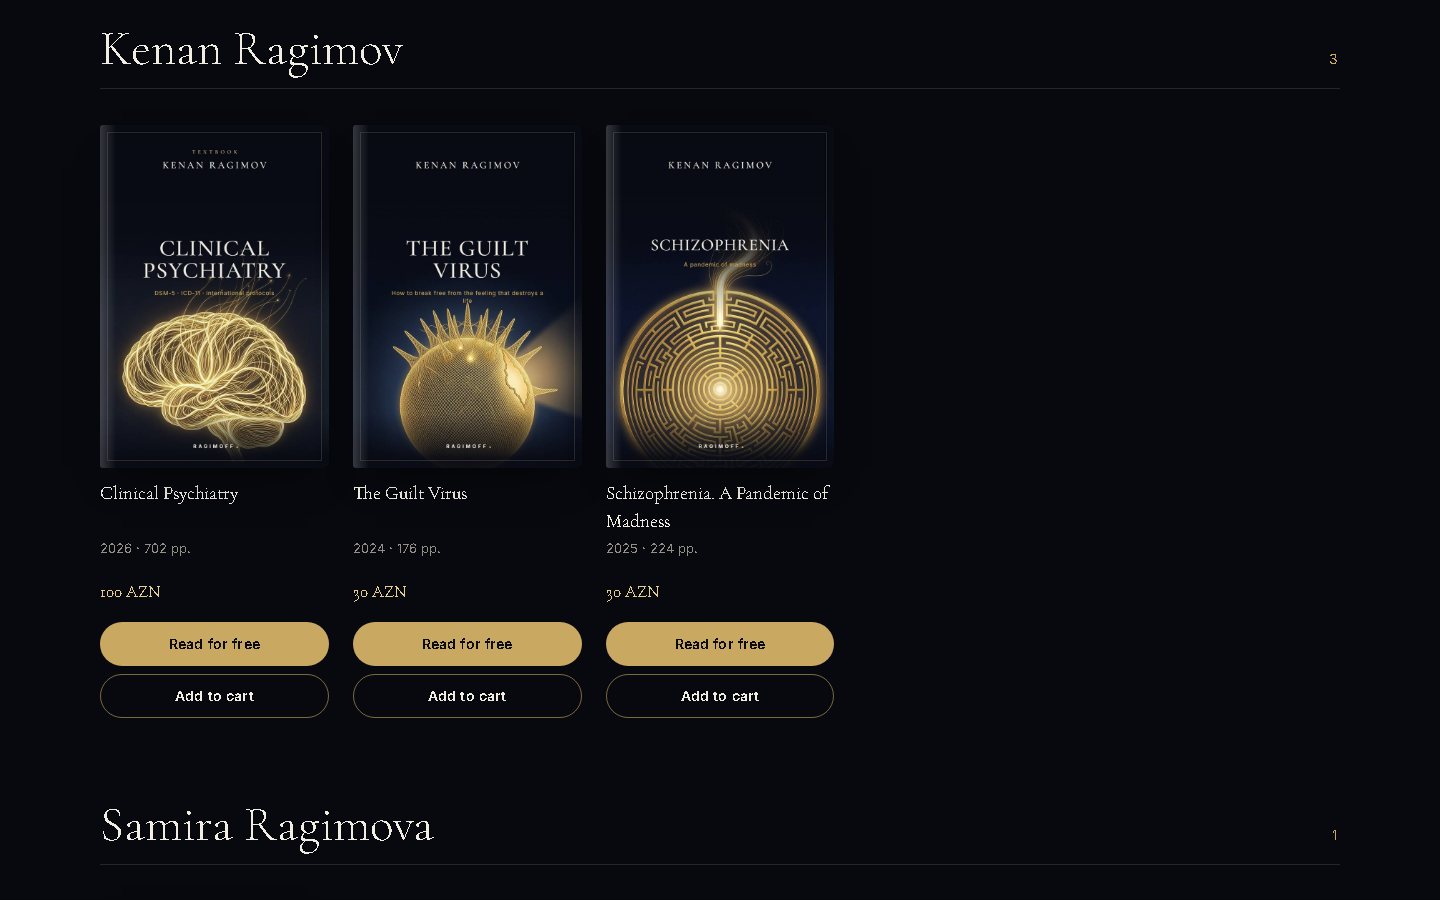 Kenan Ragimov
3
TEXTBOOK
KENAN RAGIMOV
CLINICAL
PSYCHIATRY
DSM-5 · ICD-11 · International protocols
RAGIMOFF.
KENAN RAGIMOV
THE GUILT
VIRUS
How to break free from the feeling that destroys a
life
RAGIMOFF.
KENAN RAGIMOV
SCHIZOPHRENIA
A pandemic of madness
RAGIMOFF.
Clinical Psychiatry
2026 · 702 pp.
100 AZN
Read for free
Add to cart
The Guilt Virus
2024 · 176 pp.
30 AZN
Read for free
Add to cart
Schizophrenia. A Pandemic of
Madness
2025 · 224 pp.
30 AZN
Read for free
Add to cart
Samira Ragimova
1